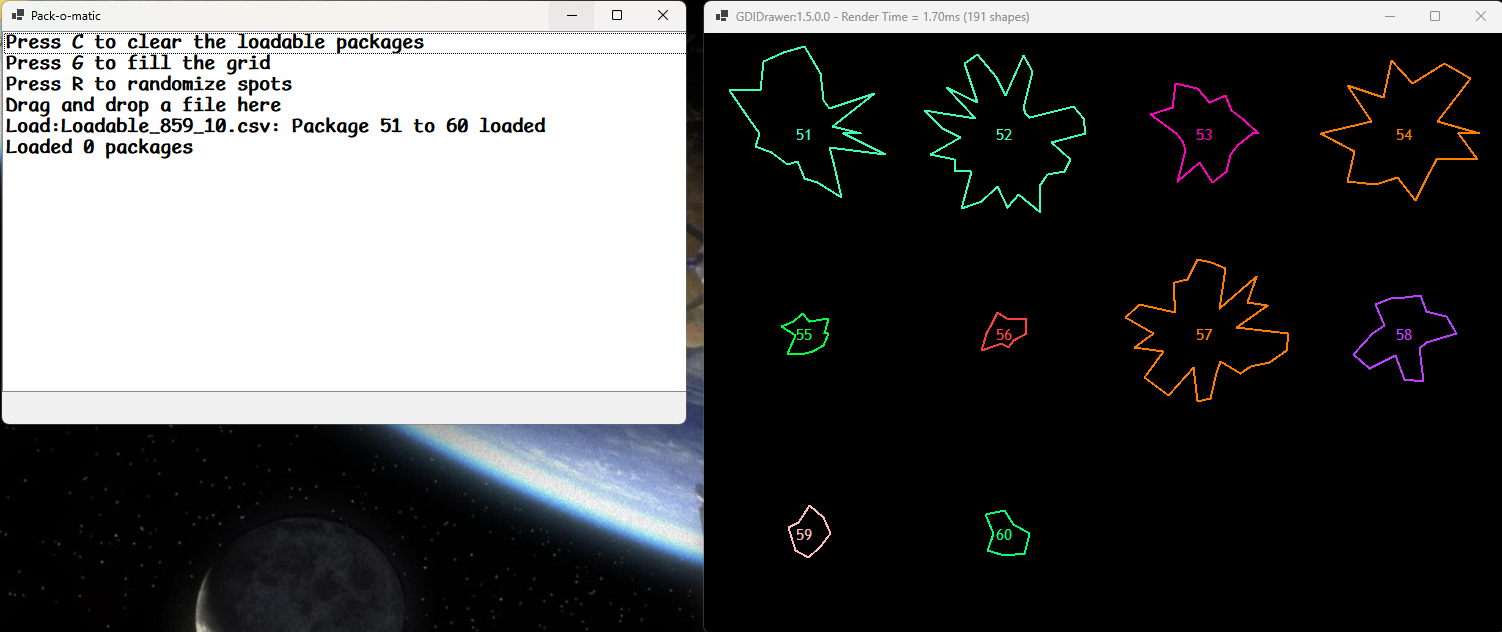 Pack-o-matic
Press C to clear the loadable packages
Press G to fill the grid
Press R to randomize spots
Drag and drop a file here
Load:Loadable_859_10.csv: Package 51 to 60 loaded
Loaded 0 packages
GDIDrawer:1.5.0.0 - Render Time = 1.70ms (191 shapes)
51 52 53 54
55 56 57 58
59 60